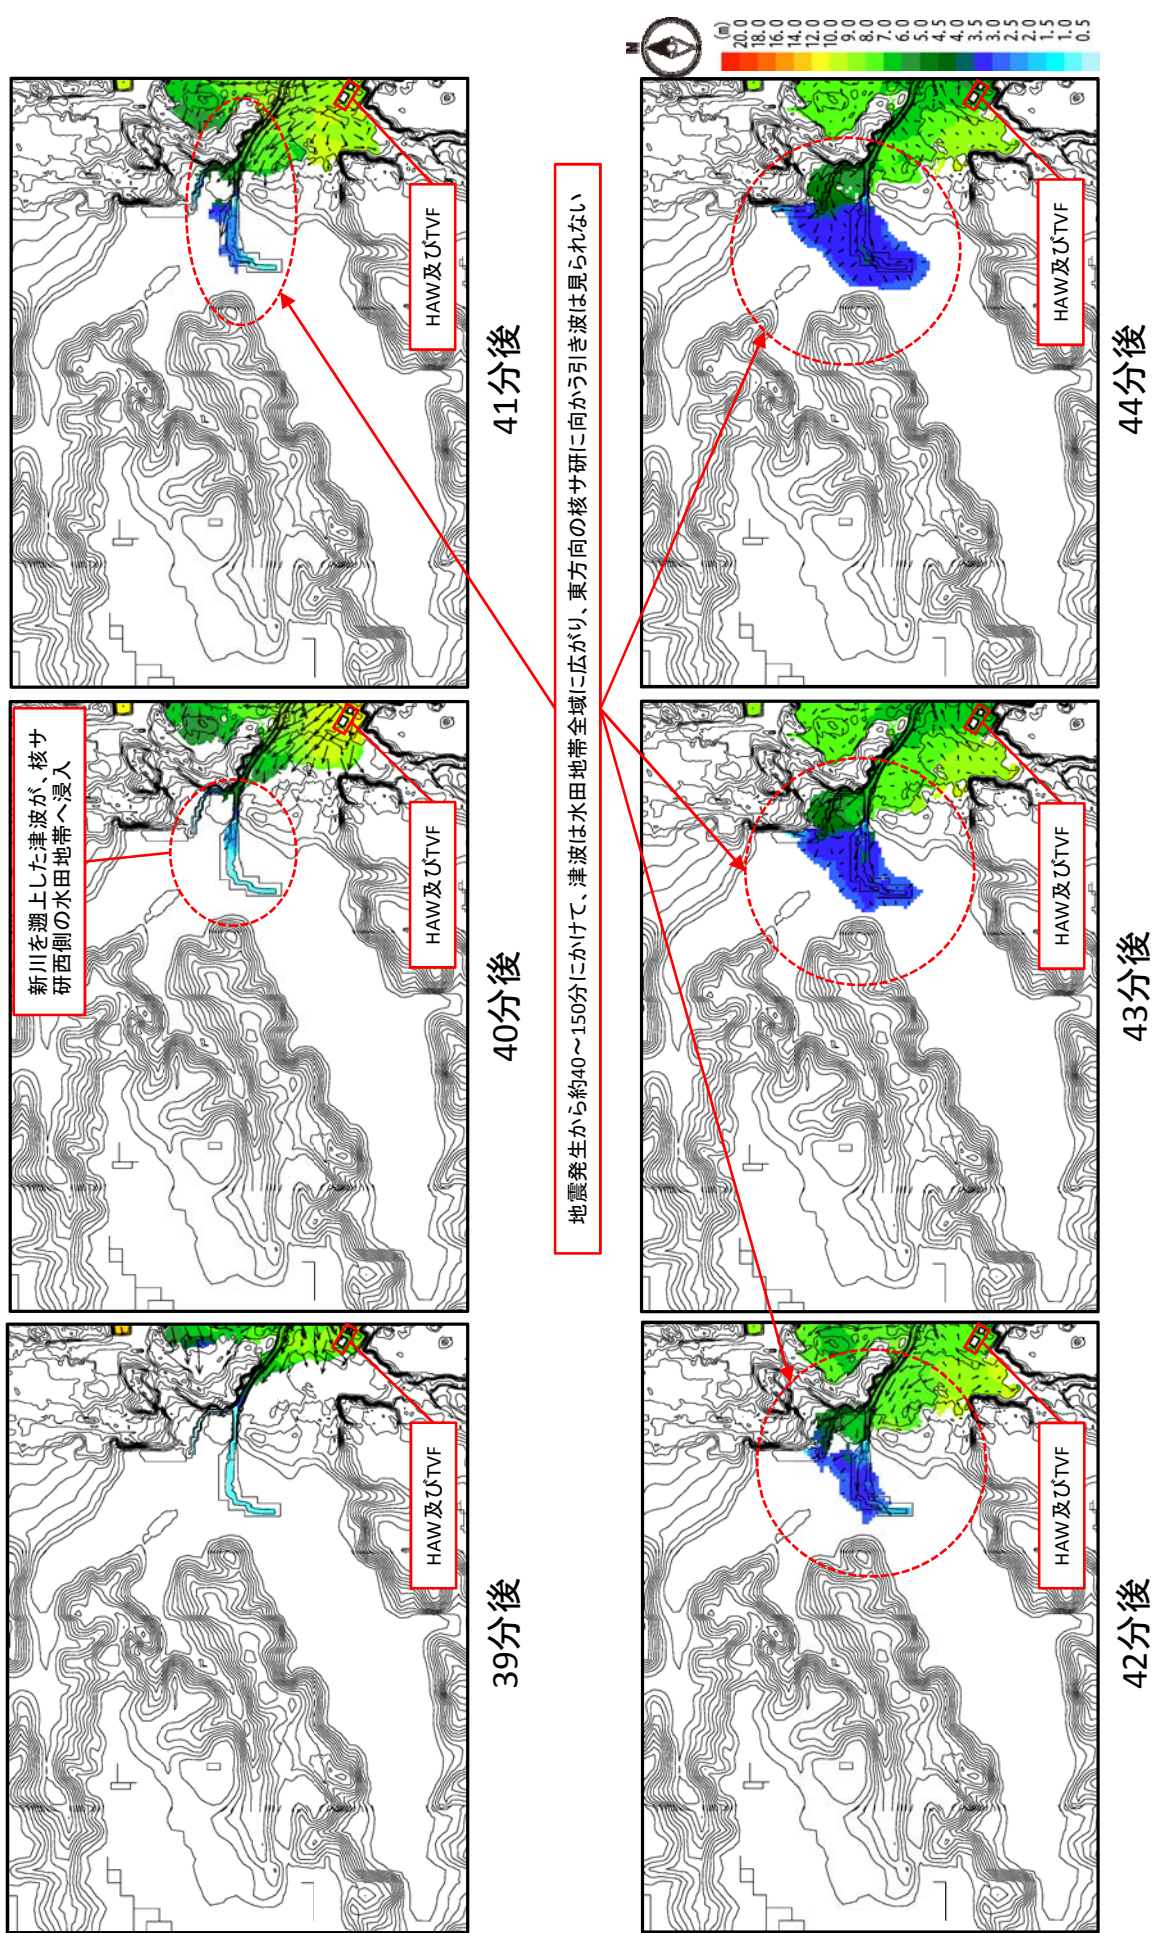 39分後
HAW及びTVF
新川を遡上した津波が、核サ
研西側の水田地帯へ浸入
40分後
HAW及びTVF
41分後
HAW及びTVF
地震発生から約40～150分にかけて、津波は水田地帯全域に広がり、東方向の核サ研に向かう引き波は見られない
42分後
HAW及びTVF
43分後
HAW及びTVF
44分後
HAW及びTVF
N
(m)
20.0
18.0
16.0
14.0
12.0
10.0
9.0
8.0
7.0
6.0
5.0
4.5
4.0
3.5
3.0
2.5
2.0
1.5
1.0
0.5